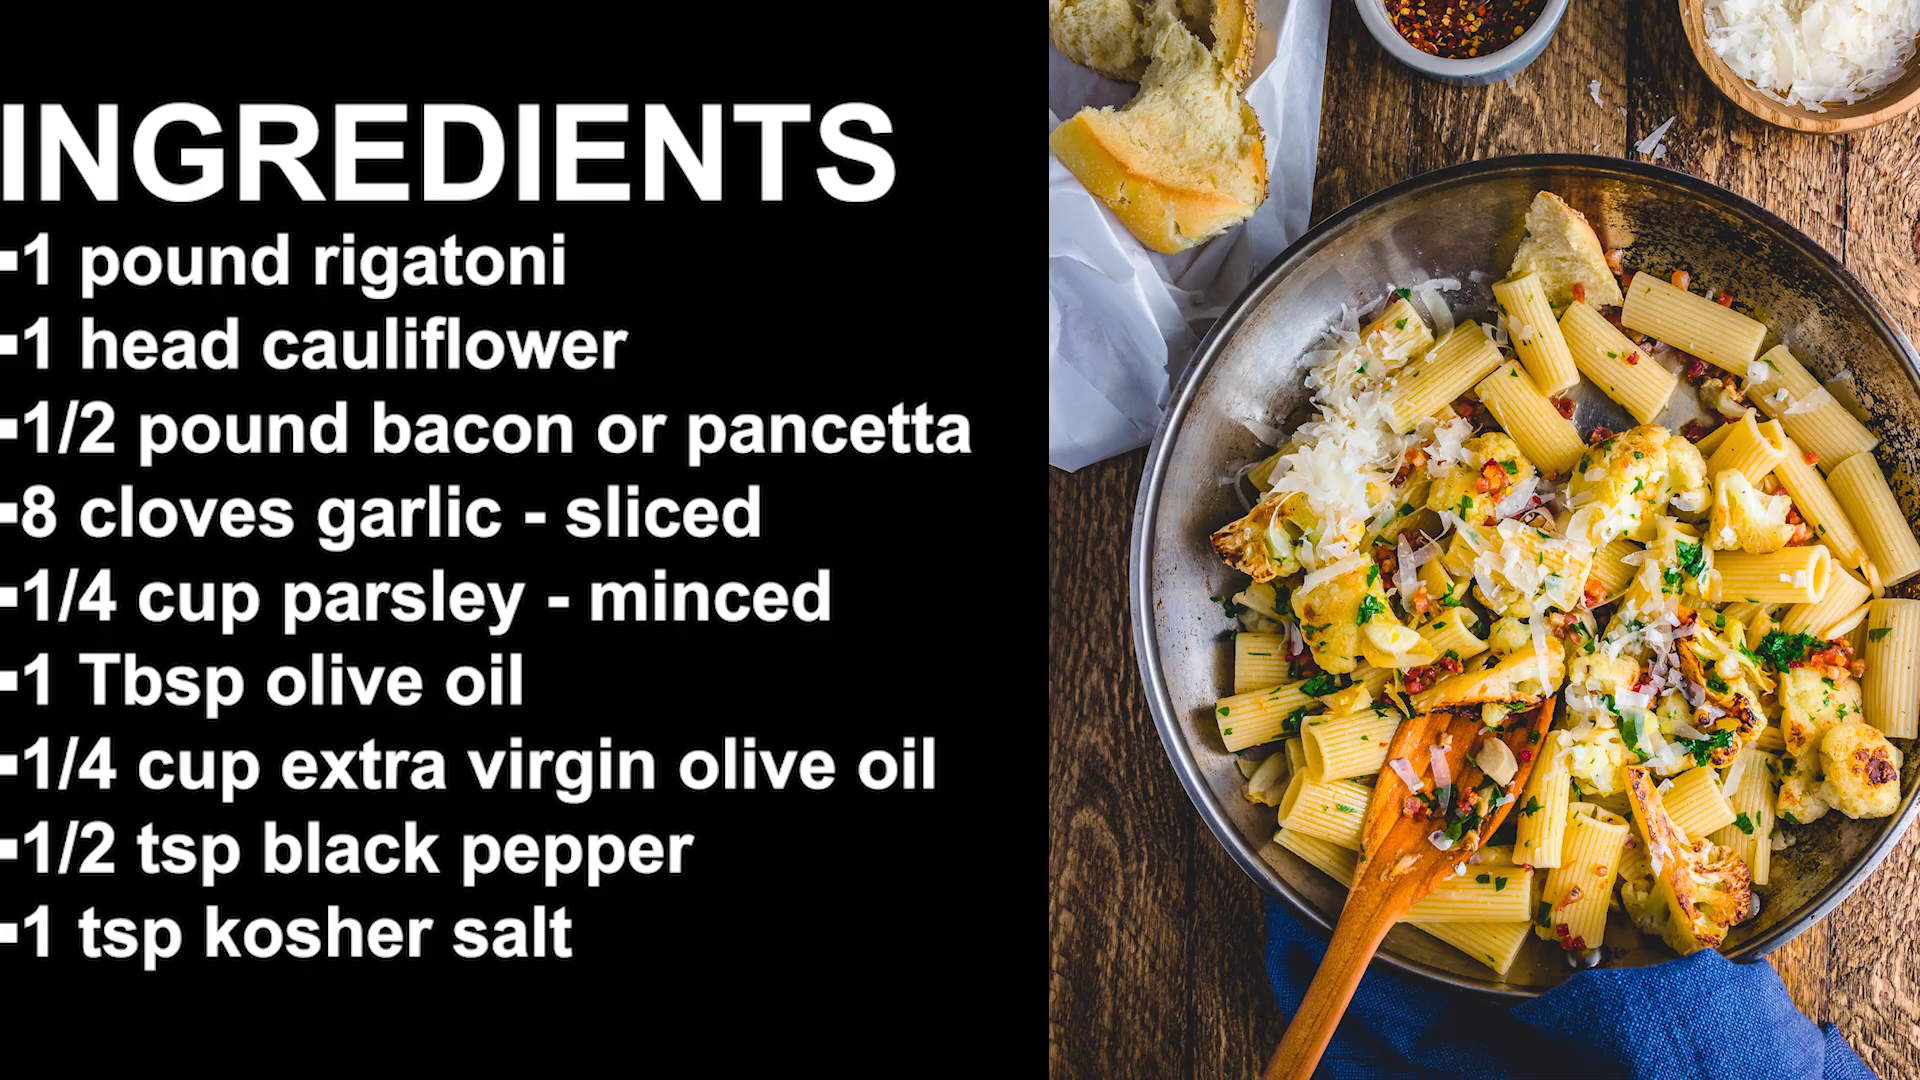 INGREDIENTS
▪1 pound rigatoni
▪1 head cauliflower
▪1/2 pound bacon or pancetta
▪8 cloves garlic - sliced
▪1/4 cup parsley - minced
▪1 Tbsp olive oil
▪1/4 cup extra virgin olive oil
▪1/2 tsp black pepper
▪1 tsp kosher salt